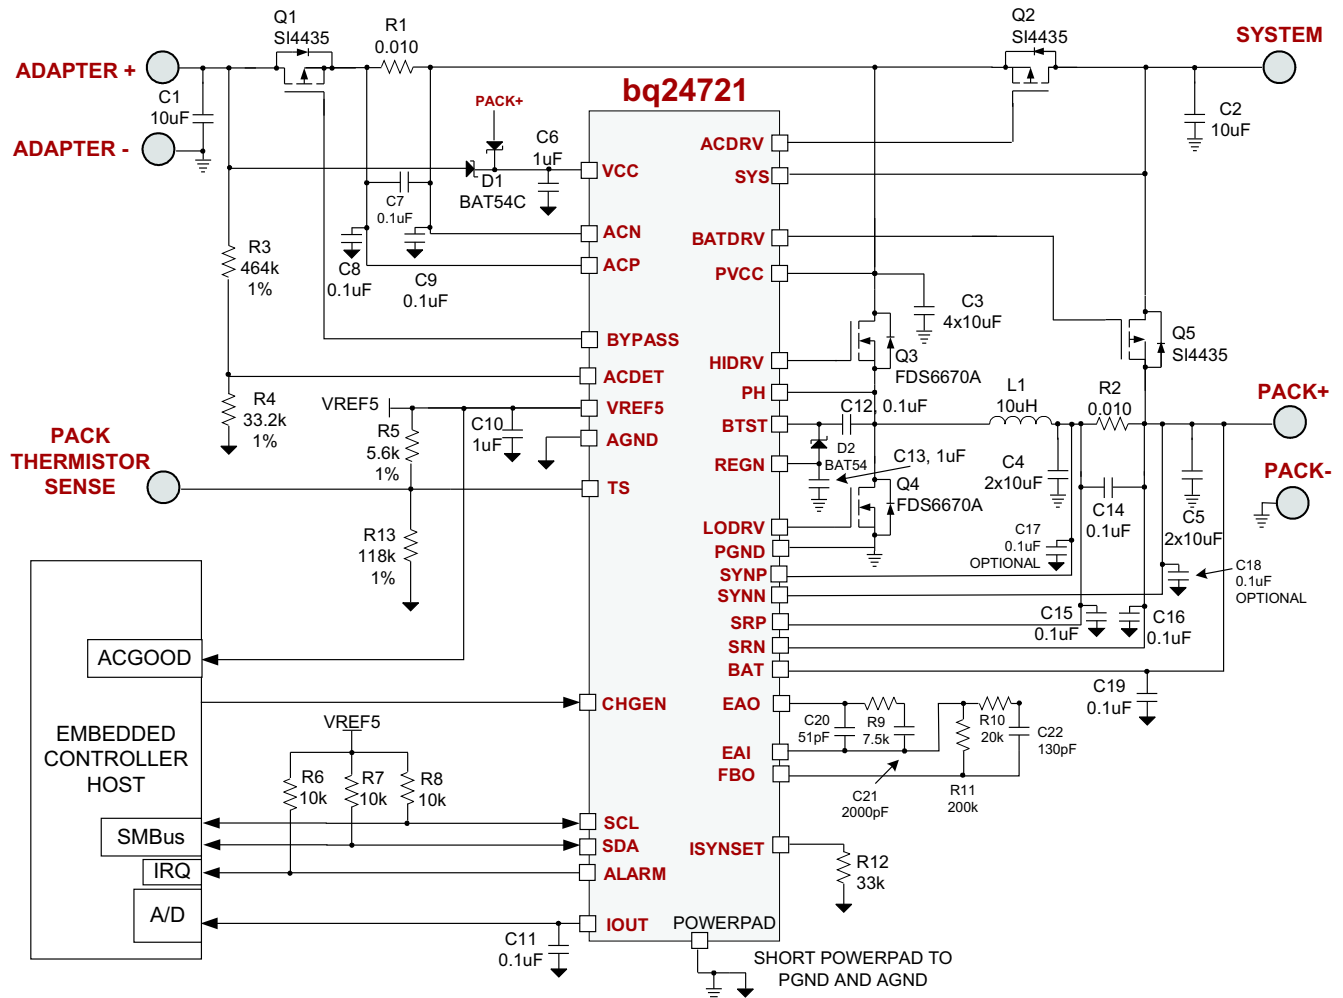 Q1
SI4435
R1
0.010
Q2
SI4435
SYSTEM
ADAPTER +
C1
10uF
ADAPTER -
PACK+
C6
1uF
D1
BAT54C
C7
0.1uF
C8
0.1uF
C9
0.1uF
R3
464k
1%
R4
33.2k
1%
C2
10uF
bq24721
VCC
ACN
ACP
BYPASS
ACDET
VREF5
AGND
TS
CHGEN
SCL
SDA
ALARM
IOUT
ACDRV
SYS
BATDRV
PVCC
HIDRV
PH
BTST
REGN
LODRV
PGND
SYNP
SYNN
SRP
SRN
BAT
EAO
EAI
FBO
ISYNSET
POWERPAD
SHORT POWERPAD TO
PGND AND AGND
C3
4x10uF
Q3
FDS6670A
Q5
SI4435
C12, 0.1uF
D2
BAT54
C13, 1uF
Q4
FDS6670A
L1
10uH
R2
0.010
PACK+
PACK-
C4
2x10uF
C14
0.1uF
C5
2x10uF
C17
0.1uF
OPTIONAL
C18
0.1uF
OPTIONAL
C15
0.1uF
C16
0.1uF
C19
0.1uF
C20
51pF
R9
7.5k
R10
20k
C22
130pF
C21
2000pF
R11
200k
R12
33k
VREF5
R5
5.6k
1%
C10
1uF
PACK
THERMISTOR
SENSE
R13
118k
1%
ACGOOD
EMBEDDED
CONTROLLER
HOST
VREF5
R6
10k
R7
10k
R8
10k
SMBus
IRQ
A/D
C11
0.1uF